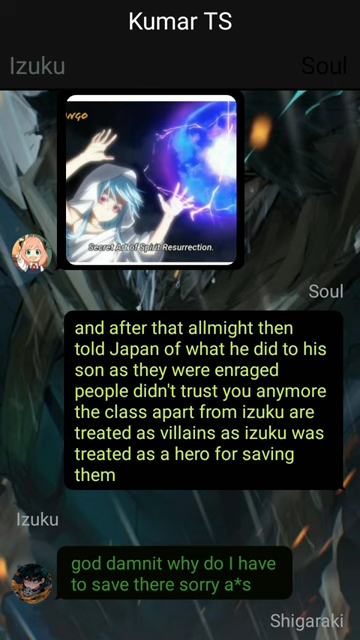 Kumar TS
Izuku
Soul
NGO
Secret Art of Spirit Resurrection.
Soul
and after that allmight then
told Japan of what he did to his
son as they were enraged
people didn't trust you anymore
the class apart from izuku are
treated as villains as izuku was
treated as a hero for saving
them
Izuku
god damnit why do I have
to save there sorry a*s
Shigaraki